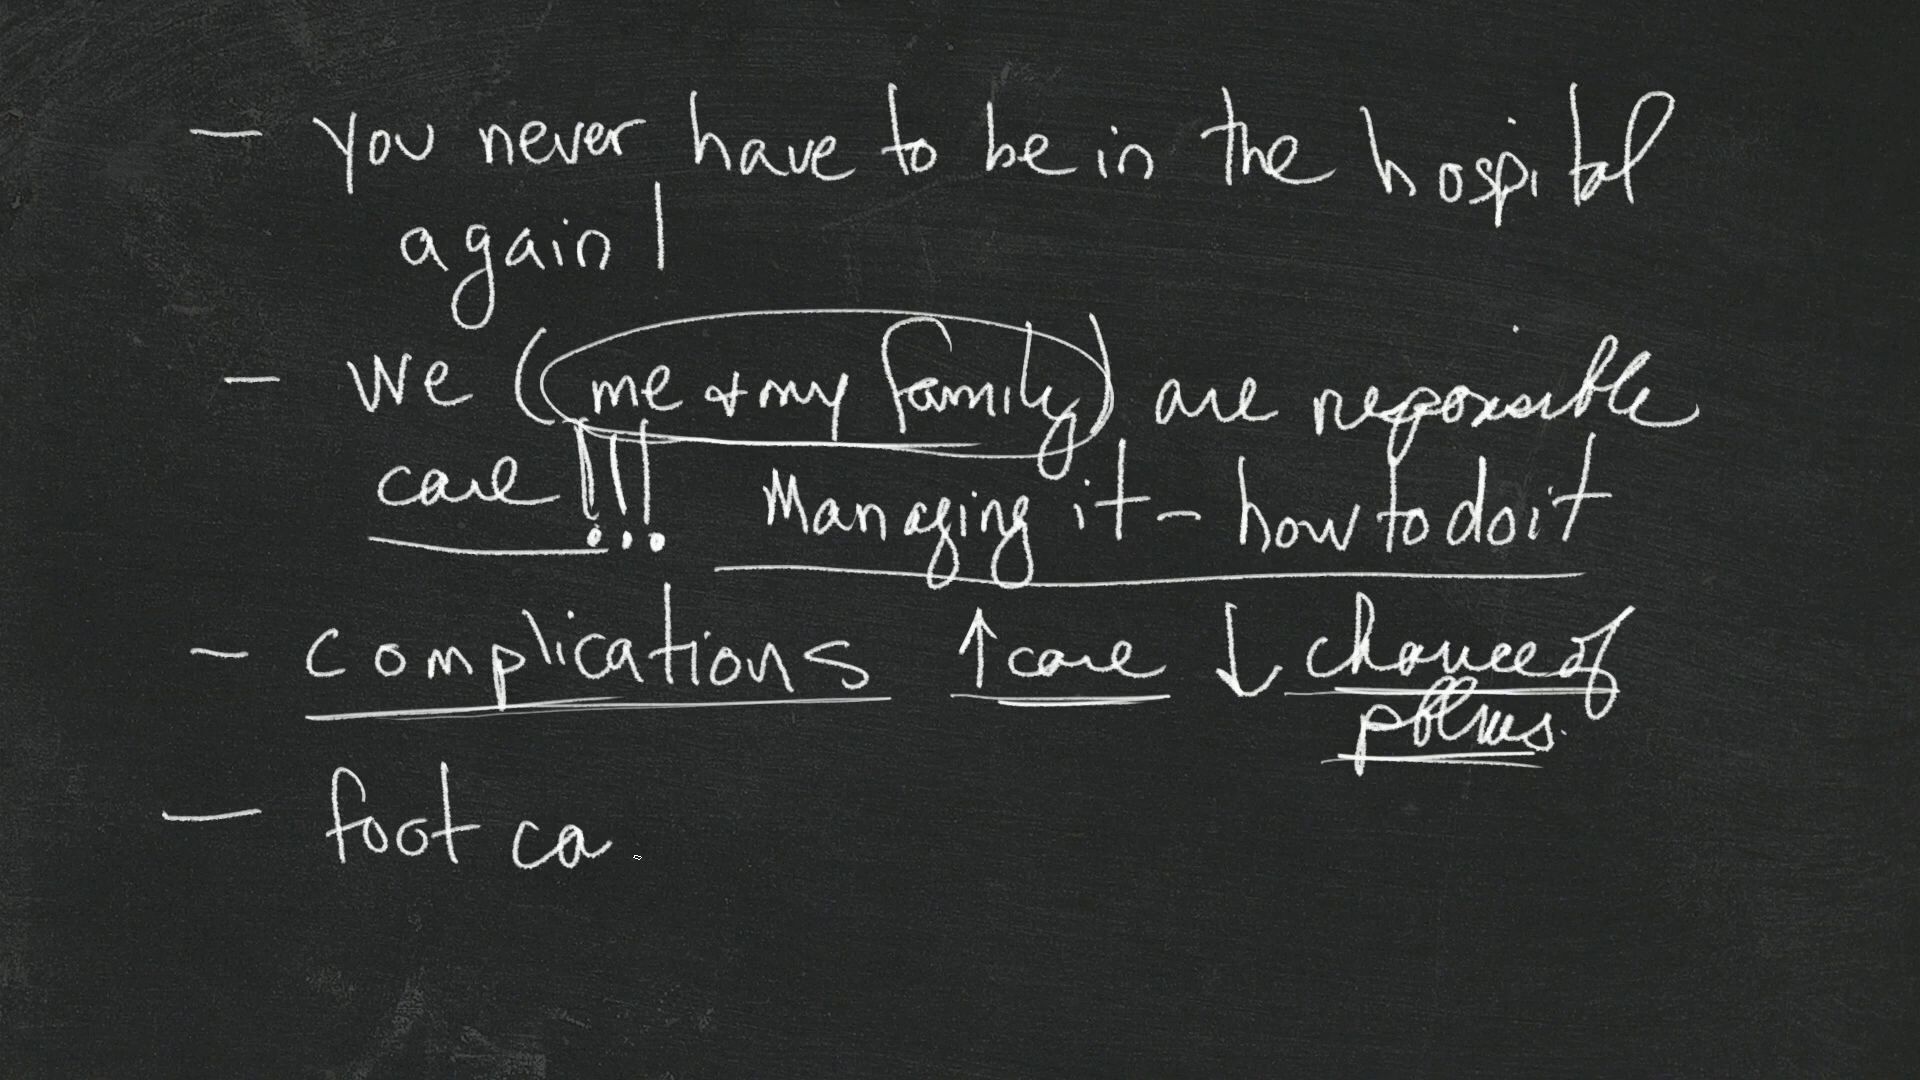 - You never have to be in the hospital
again!
- We (me + my family) are responsible
care!!! Managing it - how to do it
- complications ↑ care ↓ chance of
pblems.
- foot ca